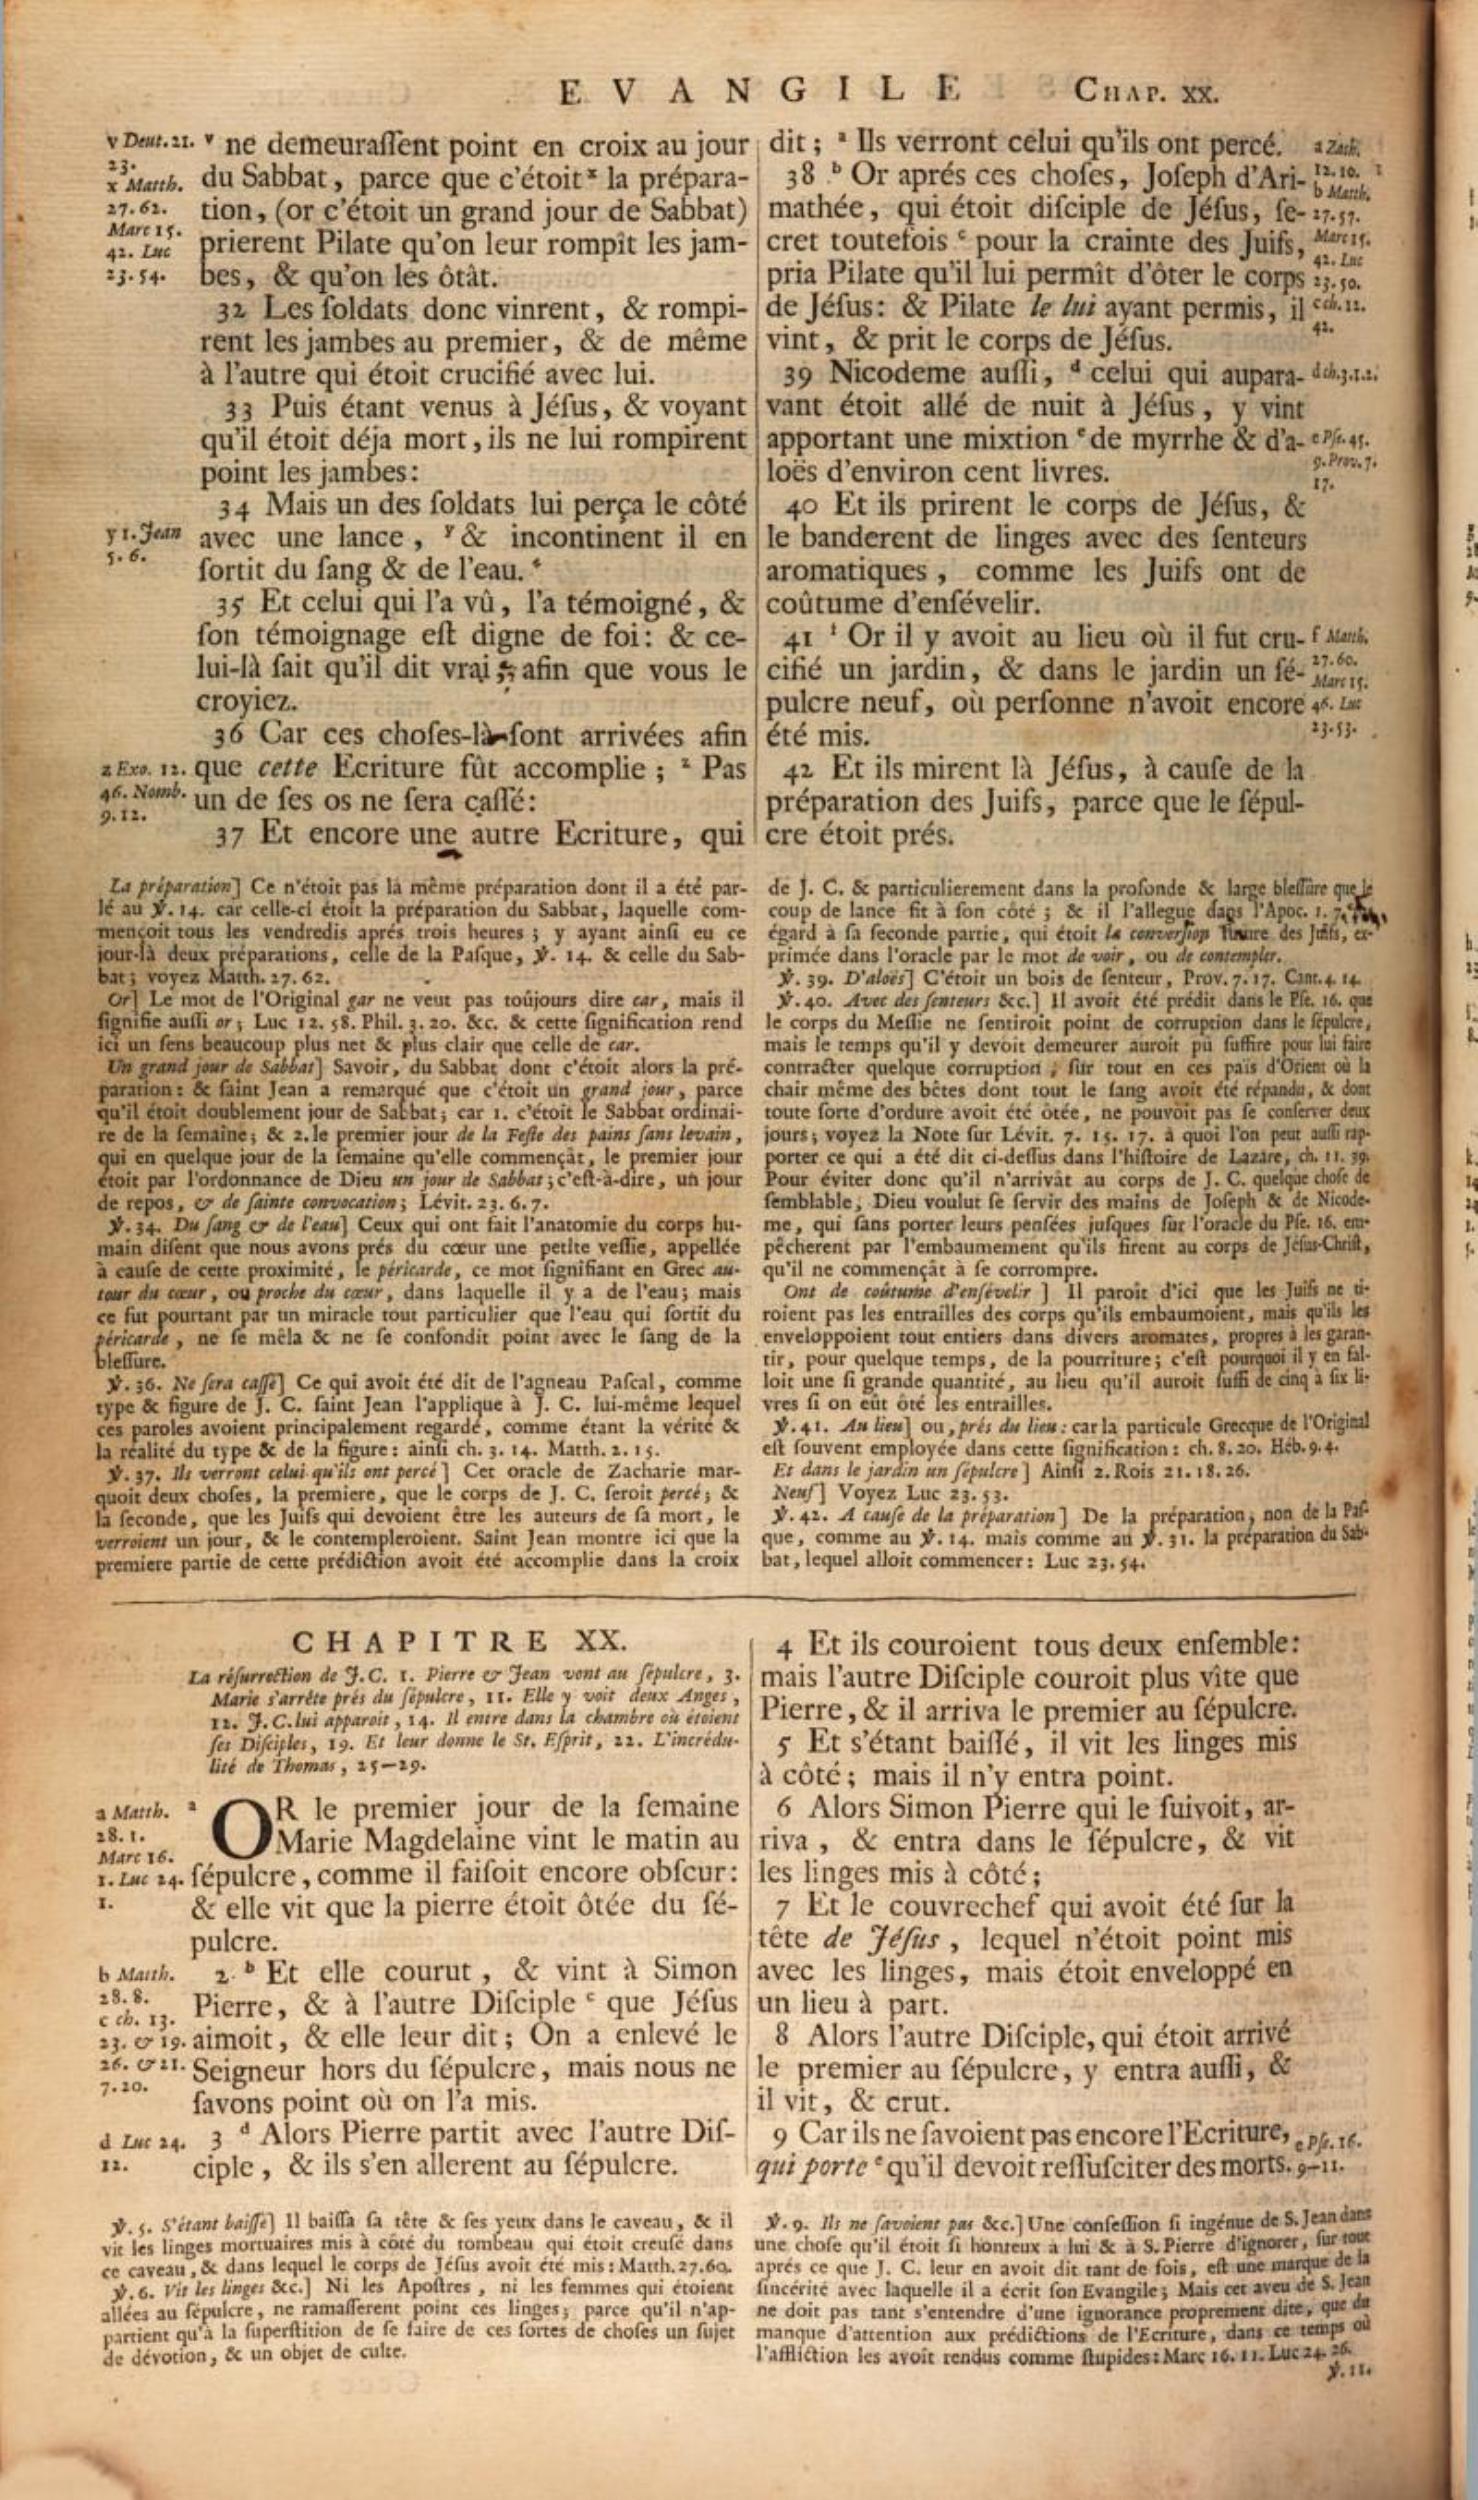 EVANGILE CHAP. XX.
v Deut. 21.
23.
x Matth.
27. 62.
Marc 15.
42. Luc
23. 54.
v ne demeuraſſent point en croix au jour
du Sabbat, parce que c'étoit x la prépara-
tion, (or c'étoit un grand jour de Sabbat)
prierent Pilate qu'on leur rompît les jam-
bes, & qu'on les ôtât.
32 Les ſoldats donc vinrent, & rompi-
rent les jambes au premier, & de même
à l'autre qui étoit crucifié avec lui.
33 Puis étant venus à Jéſus, & voyant
qu'il étoit déja mort, ils ne lui rompirent
point les jambes:
34 Mais un des ſoldats lui perça le côté
y 1. Jean
5. 6.
avec une lance, y & incontinent il en
ſortit du ſang & de l'eau. *
35 Et celui qui l'a vû, l'a témoigné, &
ſon témoignage eſt digne de foi: & ce-
lui-là ſait qu'il dit vrai; afin que vous le
croyiez.
36 Car ces choſes-là ſont arrivées afin
z Exo. 12.
46. Nomb.
9. 12.
que cette Ecriture fût accomplie; z Pas
un de ſes os ne ſera caſſé:
37 Et encore une autre Ecriture, qui
dit; a Ils verront celui qu'ils ont percé.
a Zach.
12. 10.
38 b Or aprés ces choſes, Joſeph d'Ari-
mathée, qui étoit diſciple de Jéſus, ſe-
cret toutefois c pour la crainte des Juifs,
pria Pilate qu'il lui permît d'ôter le corps
de Jéſus: & Pilate le lui ayant permis, il
vint, & prit le corps de Jéſus.
b Matth.
27. 57.
Marc 15.
42. Luc
23. 50.
c ch. 12.
42.
39 Nicodeme auſſi, d celui qui aupara-
vant étoit allé de nuit à Jéſus, y vint
apportant une mixtion e de myrrhe & d'a-
loës d'environ cent livres.
d ch. 3. 1. 2.
e Pſe. 45.
9. Prov. 7.
17.
40 Et ils prirent le corps de Jéſus, &
le banderent de linges avec des ſenteurs
aromatiques, comme les Juifs ont de
coûtume d'enſévelir.
41 f Or il y avoit au lieu où il fut cru-
cifié un jardin, & dans le jardin un ſé-
pulcre neuf, où perſonne n'avoit encore
été mis.
f Matth.
27. 60.
Marc 15.
46. Luc
23. 53.
42 Et ils mirent là Jéſus, à cauſe de la
préparation des Juifs, parce que le ſépul-
cre étoit prés.
La préparation] Ce n'étoit pas là même préparation dont il a été par-
lé au ℣. 14. car celle-ci étoit la préparation du Sabbat, laquelle com-
mençoit tous les vendredis aprés trois heures; y ayant ainſi eu ce
jour-là deux préparations, celle de la Paſque, ℣. 14. & celle du Sab-
bat; voyez Matth. 27. 62.
Or] Le mot de l'Original gar ne veut pas toûjours dire car, mais il
ſignifie auſſi or; Luc 12. 58. Phil. 3. 20. &c. & cette ſignification rend
ici un ſens beaucoup plus net & plus clair que celle de car.
Un grand jour de Sabbat] Savoir, du Sabbat dont c'étoit alors la pré-
paration: & ſaint Jean a remarqué que c'étoit un grand jour, parce
qu'il étoit doublement jour de Sabbat; car 1. c'étoit le Sabbat ordinai-
re de la ſemaine; & 2. le premier jour de la Feſte des pains ſans levain,
qui en quelque jour de la ſemaine qu'elle commençât, le premier jour
étoit par l'ordonnance de Dieu un jour de Sabbat; c'eſt-à-dire, un jour
de repos, & de ſainte convocation; Lévit. 23. 6. 7.
℣. 34. Du ſang & de l'eau] Ceux qui ont fait l'anatomie du corps hu-
main diſent que nous avons prés du cœur une petite veſſie, appellée
à cauſe de cette proximité, le péricarde, ce mot ſignifiant en Grec au-
tour du cœur, ou proche du cœur, dans laquelle il y a de l'eau; mais
ce fut pourtant par un miracle tout particulier que l'eau qui ſortit du
péricarde, ne ſe mêla & ne ſe confondit point avec le ſang de la
bleſſure.
℣. 36. Ne ſera caſſé] Ce qui avoit été dit de l'agneau Paſcal, comme
type & figure de J. C. ſaint Jean l'applique à J. C. lui-même lequel
ces paroles avoient principalement regardé, comme étant la vérité &
la réalité du type & de la figure: ainſi ch. 3. 14. Matth. 2. 15.
℣. 37. Ils verront celui qu'ils ont percé] Cet oracle de Zacharie mar-
quoit deux choſes, la premiere, que le corps de J. C. ſeroit percé; &
la ſeconde, que les Juifs qui devoient être les auteurs de ſa mort, le
verroient un jour, & le contempleroient. Saint Jean montre ici que la
premiere partie de cette prédiction avoit été accomplie dans la croix
de J. C. & particulierement dans la profonde & large bleſſûre que le
coup de lance fit à ſon côté; & il l'allegue dans l'Apoc. 1. 7.
égard à ſa ſeconde partie, qui étoit la converſion future des Juifs, ex-
primée dans l'oracle par le mot de voir, ou de contempler.
℣. 39. D'aloës] C'étoit un bois de ſenteur, Prov. 7. 17. Cant. 4. 14.
℣. 40. Avec des ſenteurs &c.] Il avoit été prédit dans le Pſe. 16. que
le corps du Meſſie ne ſentiroit point de corruption dans le ſépulcre,
mais le temps qu'il y devoit demeurer auroit pû ſuffire pour lui faire
contracter quelque corruption; ſur tout en ces païs d'Orient où la
chair même des bêtes dont tout le ſang avoit été répandu, & dont
toute ſorte d'ordure avoit été ôtée, ne pouvoit pas ſe conſerver deux
jours; voyez la Note ſur Lévit. 7. 15. 17. à quoi l'on peut auſſi rap-
porter ce qui a été dit ci-deſſus dans l'hiſtoire de Lazare, ch. 11. 39.
Pour éviter donc qu'il n'arrivât au corps de J. C. quelque choſe de
ſemblable, Dieu voulut ſe ſervir des mains de Joſeph & de Nicode-
me, qui ſans porter leurs penſées juſques ſur l'oracle du Pſe. 16. em-
pêcherent par l'embaumement qu'ils firent au corps de Jéſus-Chriſt,
qu'il ne commençât à ſe corrompre.
Ont de coûtume d'enſévelir] Il paroit d'ici que les Juifs ne ti-
roient pas les entrailles des corps qu'ils embaumoient, mais qu'ils les
enveloppoient tout entiers dans divers aromates, propres à les garan-
tir, pour quelque temps, de la pourriture; c'eſt pourquoi il y en fal-
loit une ſi grande quantité, au lieu qu'il auroit ſuffi de cinq à ſix li-
vres ſi on eût ôté les entrailles.
℣. 41. Au lieu] ou, prés du lieu: car la particule Grecque de l'Original
eſt ſouvent employée dans cette ſignification: ch. 8. 20. Héb. 9. 4.
Et dans le jardin un ſépulcre] Ainſi 2. Rois 21. 18. 26.
Neuf] Voyez Luc 23. 53.
℣. 42. A cauſe de la préparation] De la préparation, non de la Paſ-
que, comme au ℣. 14. mais comme au ℣. 31. la préparation du Sab-
bat, lequel alloit commencer: Luc 23. 54.
CHAPITRE XX.
La réſurrection de J. C. 1. Pierre & Jean vont au ſépulcre, 3.
Marie s'arrête prés du ſépulcre, 11. Elle y voit deux Anges,
12. J. C. lui apparoit, 14. Il entre dans la chambre où étoient
ſes Diſciples, 19. Et leur donne le St. Eſprit, 22. L'incrédu-
lité de Thomas, 25—29.
a Matth.
28. 1.
Marc 16.
1. Luc 24.
1.
a OR le premier jour de la ſemaine
Marie Magdelaine vint le matin au
ſépulcre, comme il faiſoit encore obſcur:
& elle vit que la pierre étoit ôtée du ſé-
pulcre.
b Matth.
28. 8.
c ch. 13.
23. & 19.
26. & 21.
7. 20.
2 b Et elle courut, & vint à Simon
Pierre, & à l'autre Diſciple c que Jéſus
aimoit, & elle leur dit; On a enlevé le
Seigneur hors du ſépulcre, mais nous ne
ſavons point où on l'a mis.
d Luc 24.
12.
3 d Alors Pierre partit avec l'autre Diſ-
ciple, & ils s'en allerent au ſépulcre.
4 Et ils couroient tous deux enſemble:
mais l'autre Diſciple couroit plus vîte que
Pierre, & il arriva le premier au ſépulcre.
5 Et s'étant baiſſé, il vit les linges mis
à côté; mais il n'y entra point.
6 Alors Simon Pierre qui le ſuivoit, ar-
riva, & entra dans le ſépulcre, & vit
les linges mis à côté;
7 Et le couvrechef qui avoit été ſur la
tête de Jéſus, lequel n'étoit point mis
avec les linges, mais étoit enveloppé en
un lieu à part.
8 Alors l'autre Diſciple, qui étoit arrivé
le premier au ſépulcre, y entra auſſi, &
il vit, & crut.
9 Car ils ne ſavoient pas encore l'Ecriture,
qui porte e qu'il devoit reſſuſciter des morts.
e Pſe. 16.
9—11.
℣. 5. S'étant baiſſé] Il baiſſa ſa tête & ſes yeux dans le caveau, & il
vit les linges mortuaires mis à côté du tombeau qui étoit creuſé dans
ce caveau, & dans lequel le corps de Jéſus avoit été mis: Matth. 27. 60.
℣. 6. Vit les linges &c.] Ni les Apoſtres, ni les femmes qui étoient
allées au ſépulcre, ne ramaſſerent point ces linges; parce qu'il n'ap-
partient qu'à la ſuperſtition de ſe faire de ces ſortes de choſes un ſujet
de dévotion, & un objet de culte.
℣. 9. Ils ne ſavoient pas &c.] Une confeſſion ſi ingénue de S. Jean dans
une choſe qu'il étoit ſi honteux à lui & à S. Pierre d'ignorer, ſur tout
aprés ce que J. C. leur en avoit dit tant de fois, eſt une marque de la
ſincérité avec laquelle il a écrit ſon Evangile; Mais cet aveu de S. Jean
ne doit pas tant s'entendre d'une ignorance proprement dite, que du
manque d'attention aux prédictions de l'Ecriture, dans ce temps où
l'affliction les avoit rendus comme ſtupides: Marc 16. 11. Luc 24. 26.
℣. 11.